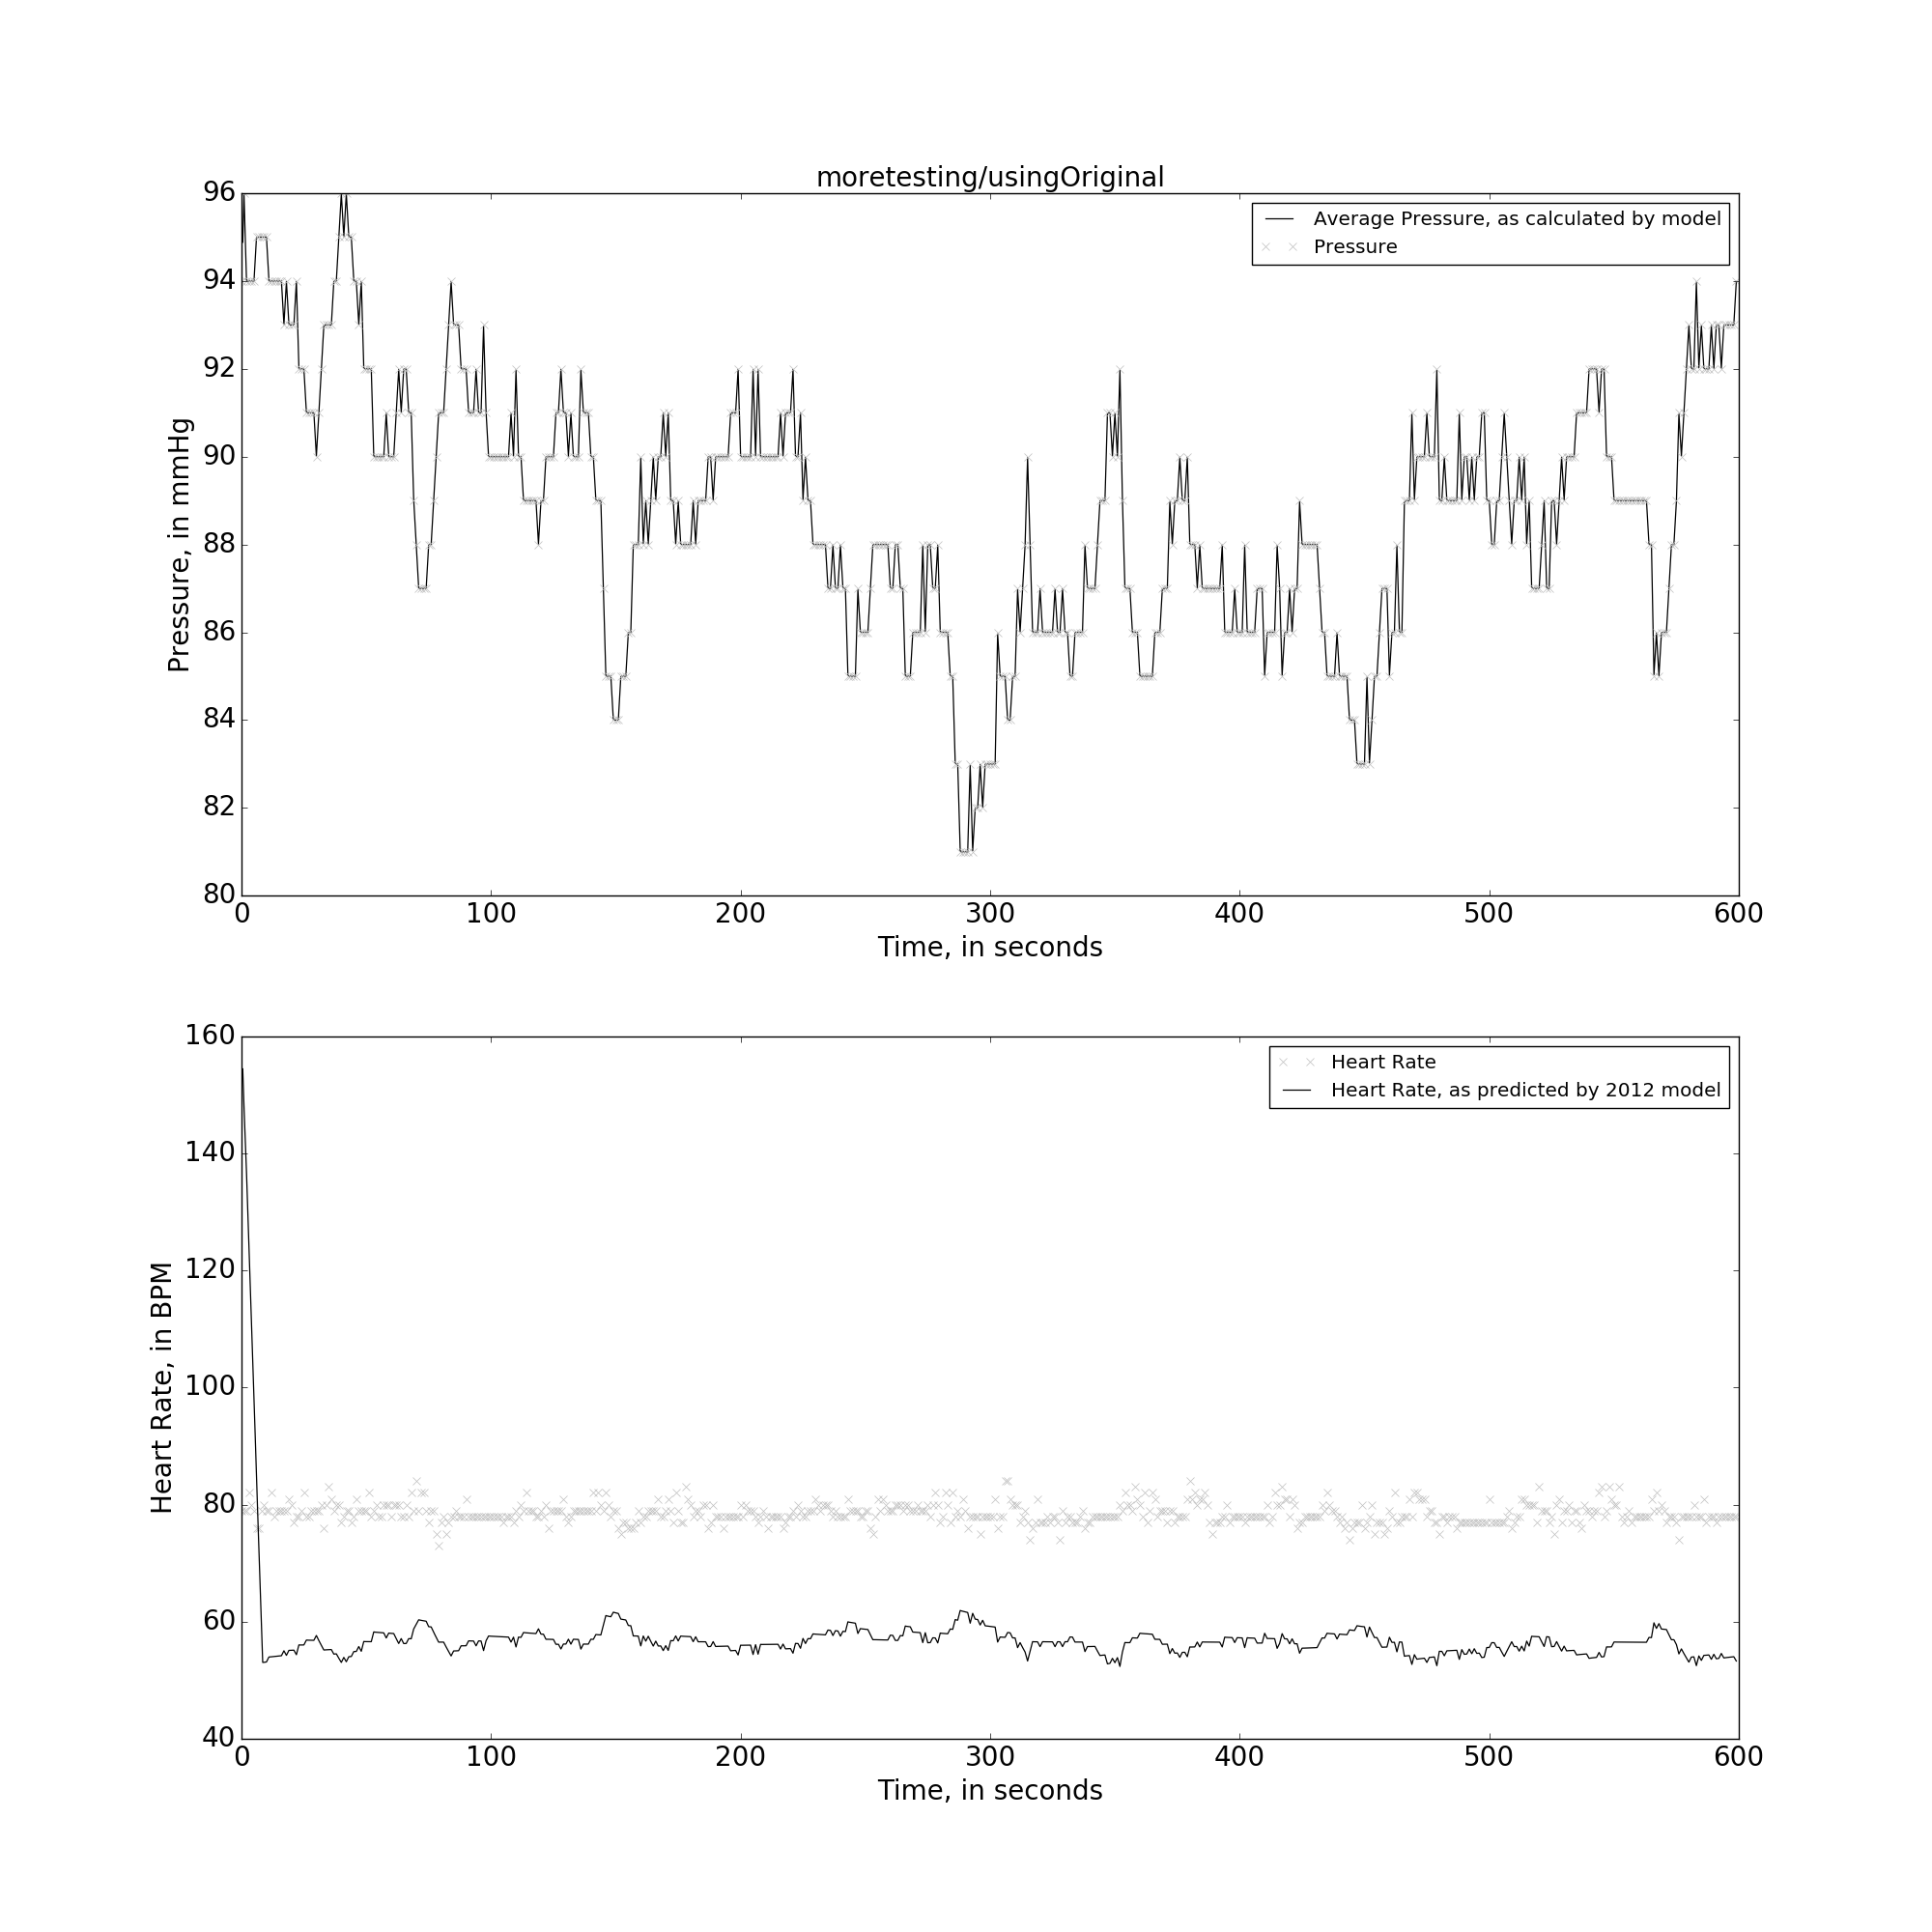 moretesting/usingOriginal
96
94
92
90
88
86
84
82
80
Pressure, in mmHg
Average Pressure, as calculated by model
Pressure
0 100 200 300 400 500 600
Time, in seconds
160
140
120
100
80
60
40
Heart Rate, in BPM
Heart Rate
Heart Rate, as predicted by 2012 model
0 100 200 300 400 500 600
Time, in seconds